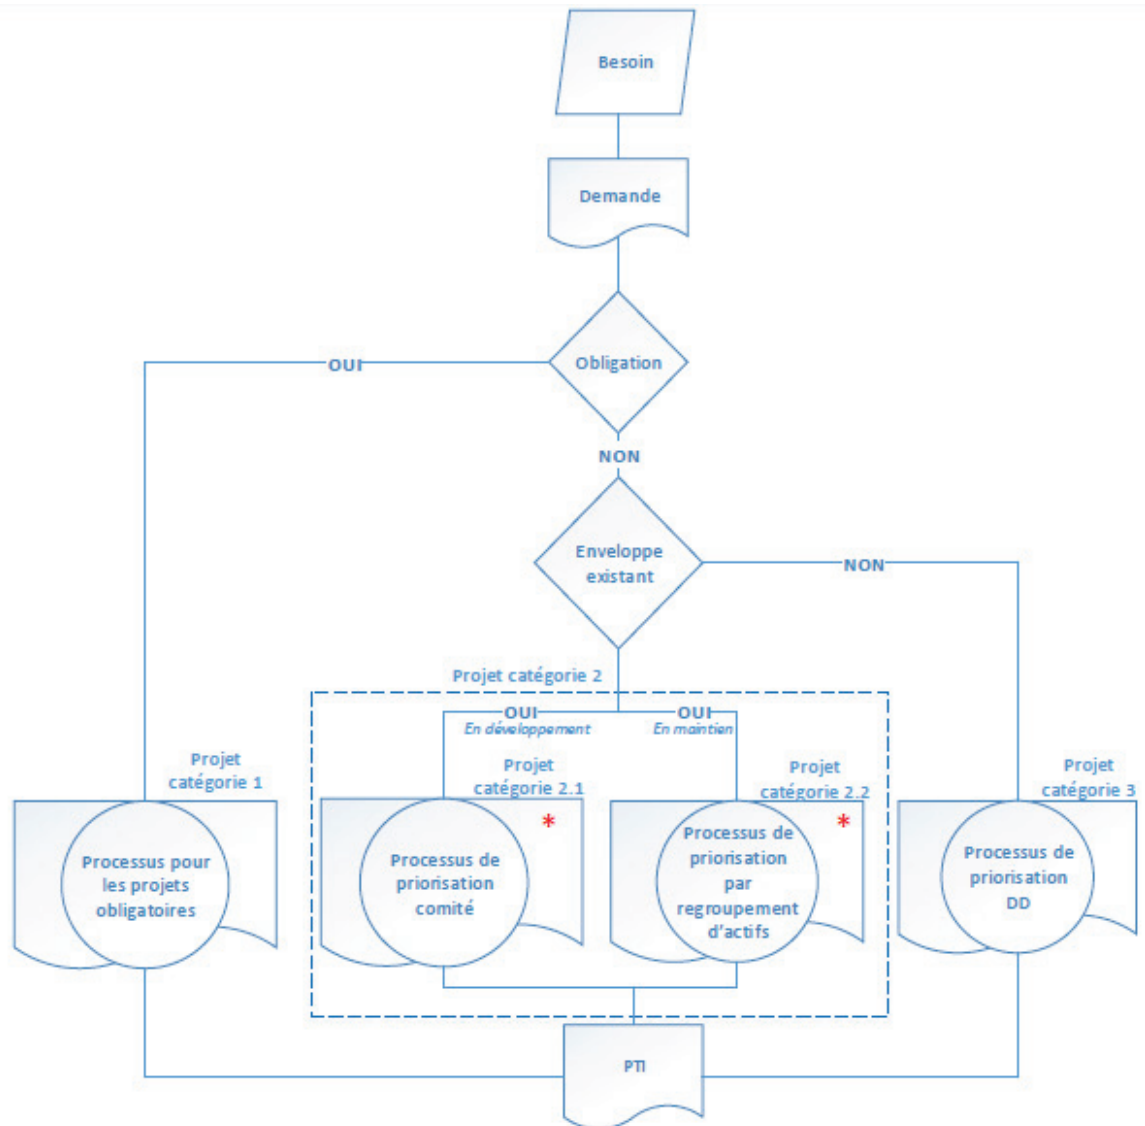 Besoin
Demande
OUI
Obligation
NON
Enveloppe
existant
NON
Projet catégorie 2
OUI
En développement
OUI
En maintien
Projet
catégorie 1
Projet
catégorie 2.1
Projet
catégorie 2.2
Projet
catégorie 3
Processus pour
les projets
obligatoires
*
Processus de
priorisation
comité
*
Processus de
priorisation
par
regroupement
d'actifs
Processus de
priorisation
DD
PTI